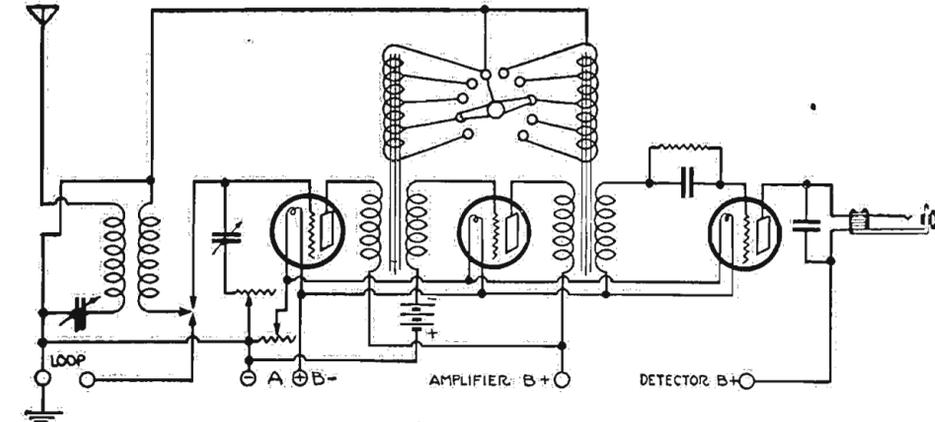 LOOP
A B-
+
AMPLIFIER B+
DETECTOR B+